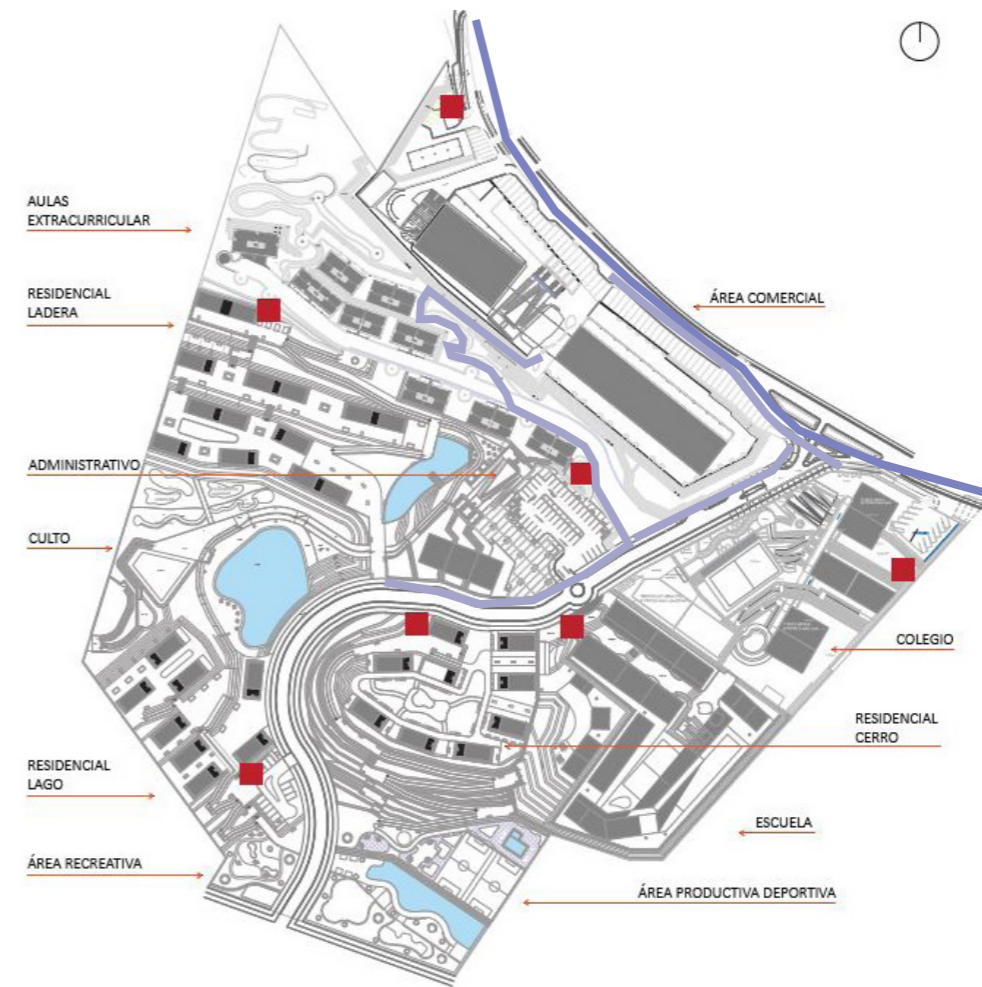 AULAS
EXTRACURRICULAR
RESIDENCIAL
LADERA
ÁREA COMERCIAL
ADMINISTRATIVO
CULTO
COLEGIO
RESIDENCIAL
CERRO
RESIDENCIAL
LAGO
ESCUELA
ÁREA RECREATIVA
ÁREA PRODUCTIVA DEPORTIVA